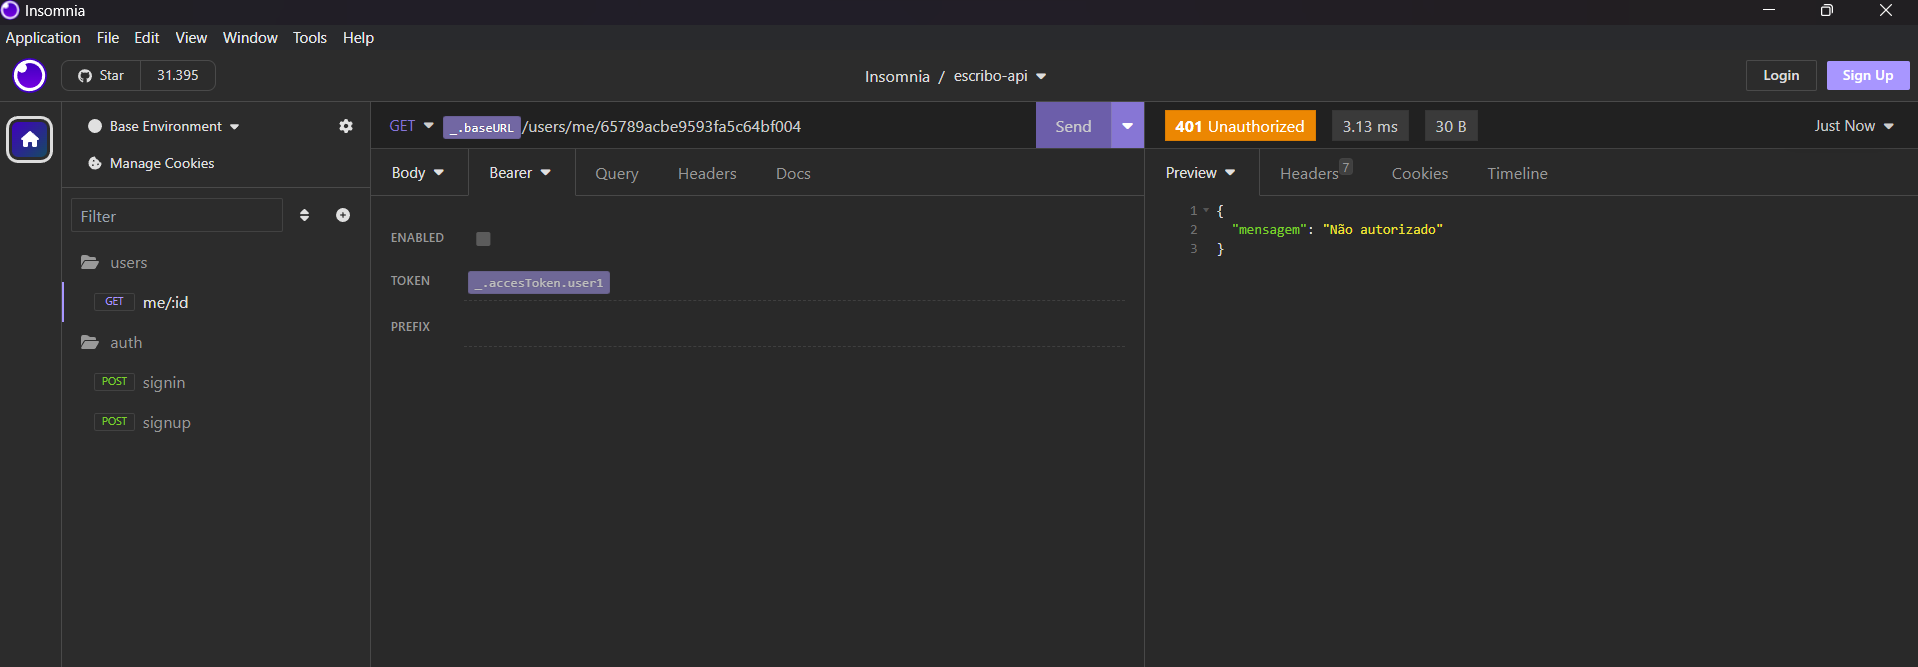 Insomnia
Application File Edit View Window Tools Help
Star 31.395
Insomnia / escribo-api
Login Sign Up
Base Environment
Manage Cookies
Filter
users
GET me/:id
auth
POST signin
POST signup
GET _.baseURL /users/me/65789acbe9593fa5c64bf004
Send
Body Bearer Query Headers Docs
ENABLED
TOKEN _.accesToken.user1
PREFIX
401 Unauthorized 3.13 ms 30 B Just Now
Preview Headers 7 Cookies Timeline
1 {
2 "mensagem": "Não autorizado"
3 }